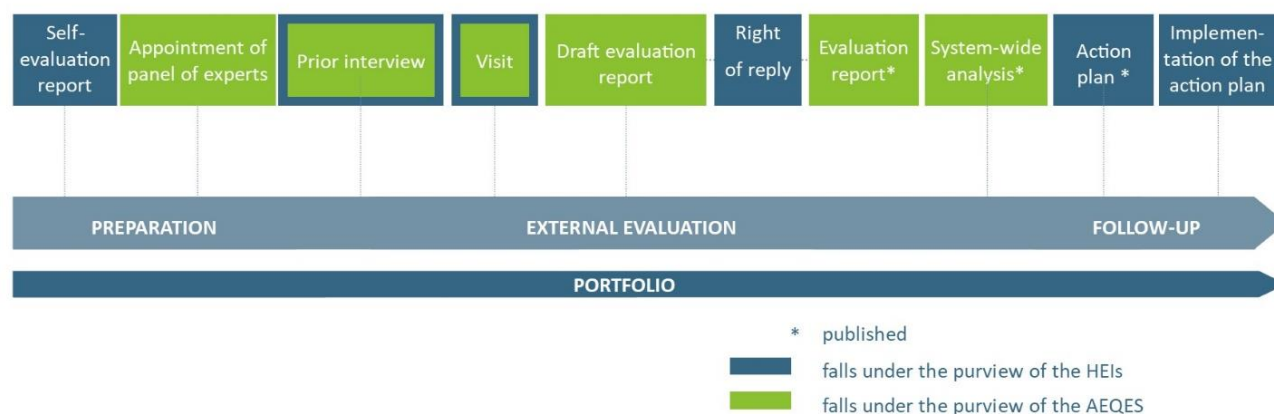 Self-
evaluation
report
Appointment of
panel of experts
Prior interview
Visit
Draft evaluation
report
Right
of reply
Evaluation
report*
System-wide
analysis*
Action
plan *
Implemen-
tation of the
action plan
PREPARATION
EXTERNAL EVALUATION
FOLLOW-UP
PORTFOLIO
* published
falls under the purview of the HEIs
falls under the purview of the AEQES